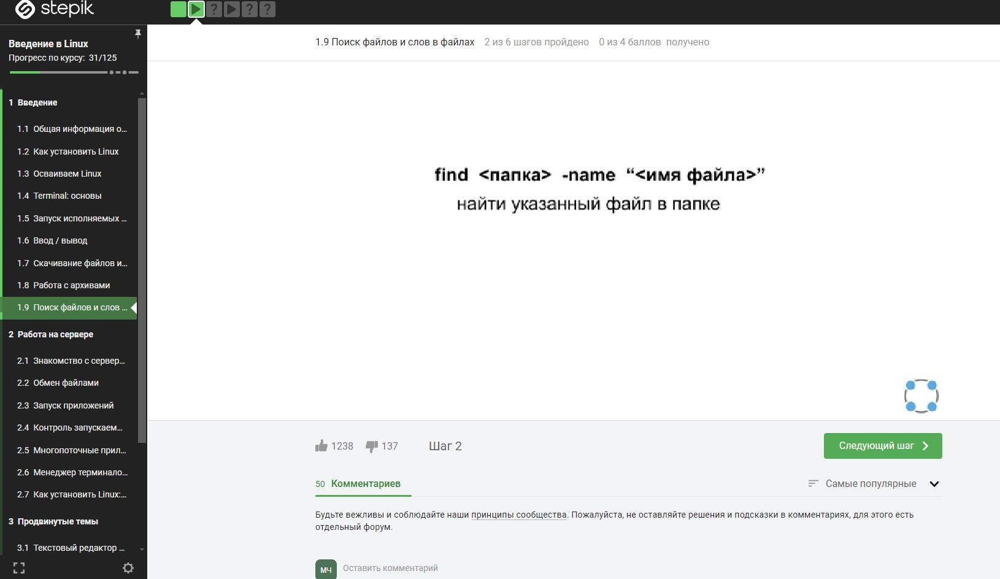 stepik
? ? ?
Введение в Linux
Прогресс по курсу: 31/125
1 Введение
1.1 Общая информация о...
1.2 Как установить Linux
1.3 Осваиваем Linux
1.4 Terminal: основы
1.5 Запуск исполняемых ...
1.6 Ввод / вывод
1.7 Скачивание файлов и...
1.8 Работа с архивами
1.9 Поиск файлов и слов ...
2 Работа на сервере
2.1 Знакомство с сервер...
2.2 Обмен файлами
2.3 Запуск приложений
2.4 Контроль запускаем...
2.5 Многопоточные прил...
2.6 Менеджер терминало...
2.7 Как установить Linux:...
3 Продвинутые темы
3.1 Текстовый редактор ...
1.9 Поиск файлов и слов в файлах 2 из 6 шагов пройдено 0 из 4 баллов получено
find <папка> -name “<имя файла>”
найти указанный файл в папке
1238 137 Шаг 2
Следующий шаг
50 Комментариев
Самые популярные
Будьте вежливы и соблюдайте наши принципы сообщества. Пожалуйста, не оставляйте решения и подсказки в комментариях, для этого есть
отдельный форум.
МЧ Оставить комментарий